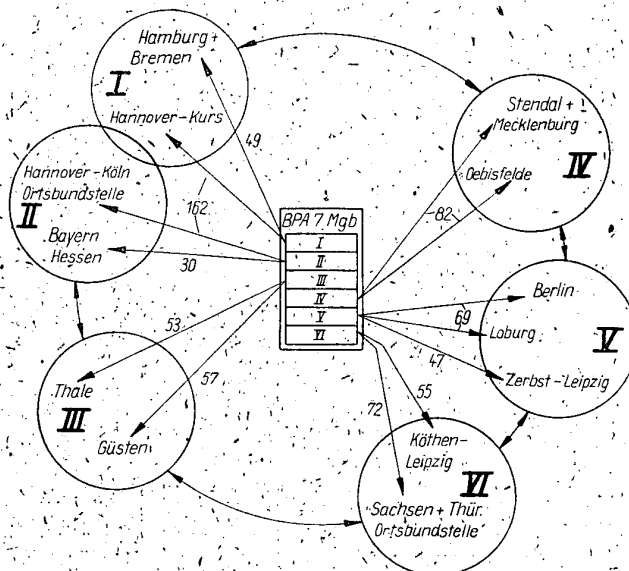 Hamburg +
Bremen
I
Hannover-Kurs
49
Hannover-Köln
Ortsbundstelle
II
Bayern
Hessen
162
30
BPA 7 Mgb
I
II
III
IV
V
VI
Stendal +
Mecklenburg
Oebisfelde
IV
82
Berlin
69
Loburg
V
47
Zerbst-Leipzig
53
57
Thale
III
Güsten
55
72
Köthen-
Leipzig
VI
Sachsen + Thür.
Ortsbundstelle